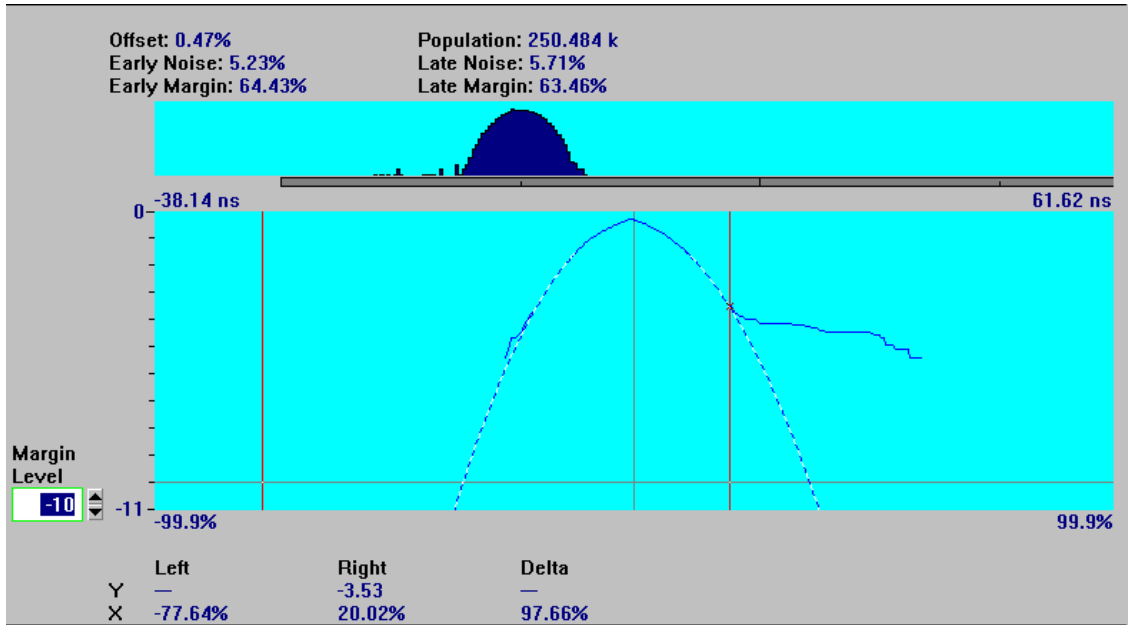 Offset: 0.47% Population: 250.484 k
Early Noise: 5.23% Late Noise: 5.71%
Early Margin: 64.43% Late Margin: 63.46%
-38.14 ns 61.62 ns
0
Margin
Level
-10 -11
-99.9% 99.9%
Left Right Delta
Y — -3.53 —
X -77.64% 20.02% 97.66%